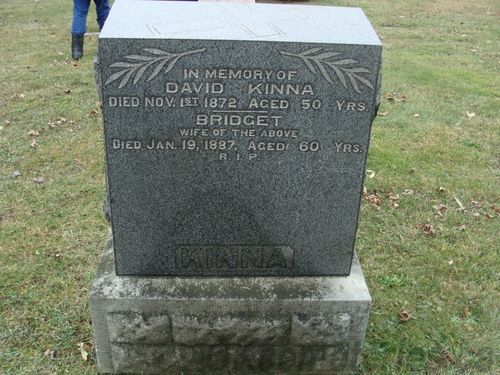 IN MEMORY OF
DAVID KINNA
DIED NOV. 1ST 1872. AGED 50 YRS.
BRIDGET
WIFE OF THE ABOVE
DIED JAN. 19, 1887. AGED 60 YRS.
R.I.P.
KINNA